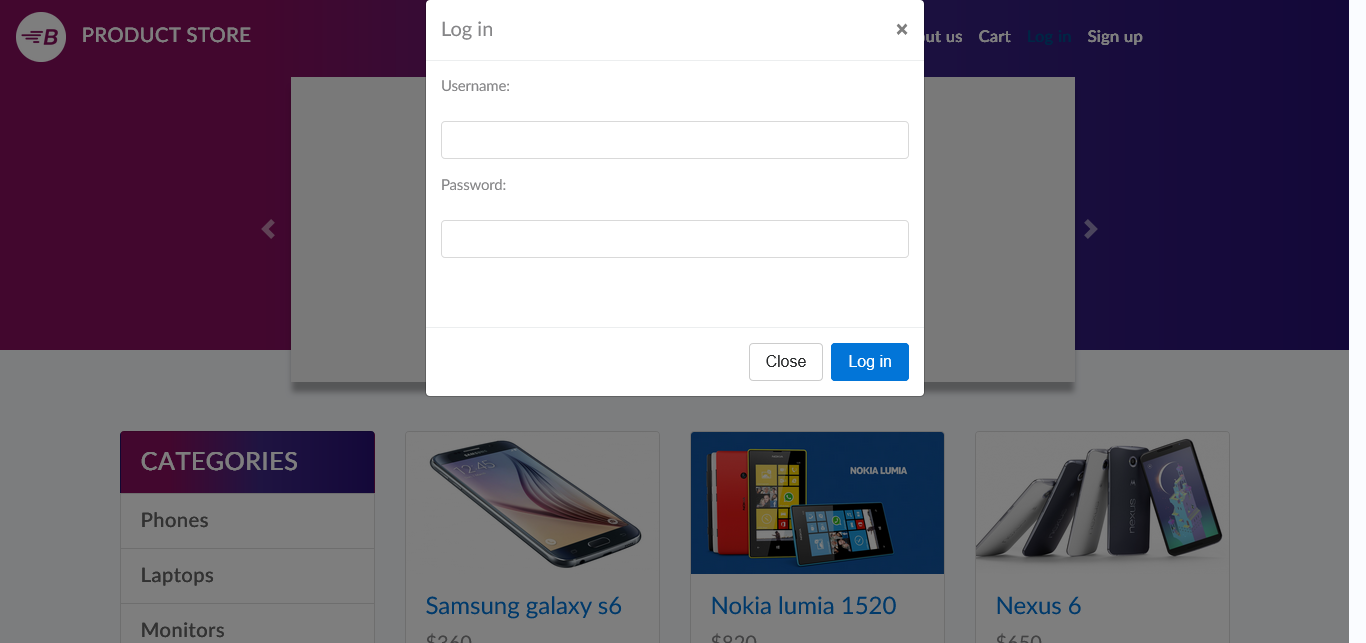 PRODUCT STORE
Log in
×
ut us
Cart
Log in
Sign up
Username:
Password:
Close
Log in
CATEGORIES
Phones
Laptops
Monitors
12:45
NOKIA LUMIA
nexus
Samsung galaxy s6
Nokia lumia 1520
Nexus 6
$360
$820
$650